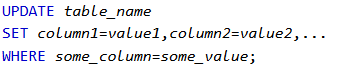 UPDATE table_name
SET column1=value1,column2=value2,...
WHERE some_column=some_value;